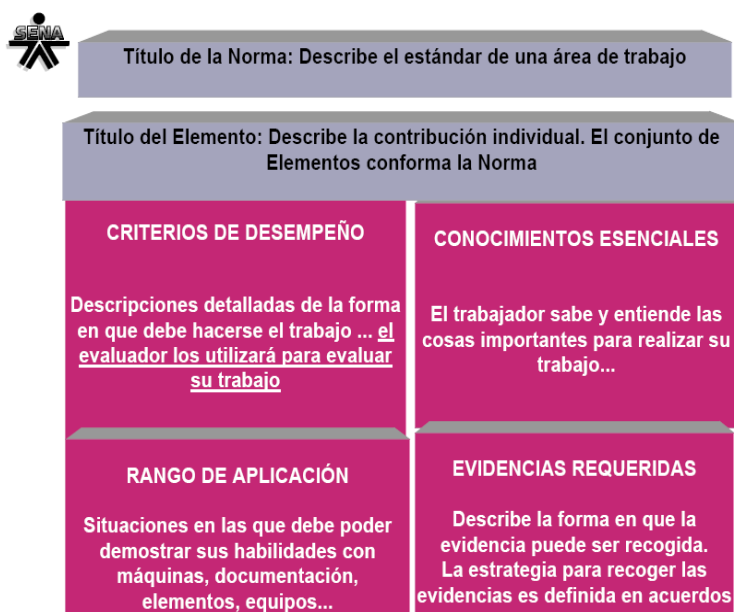 SENA
Título de la Norma: Describe el estándar de una área de trabajo
Título del Elemento: Describe la contribución individual. El conjunto de
Elementos conforma la Norma
CRITERIOS DE DESEMPEÑO
Descripciones detalladas de la forma
en que debe hacerse el trabajo ... el
evaluador los utilizará para evaluar
su trabajo
CONOCIMIENTOS ESENCIALES
El trabajador sabe y entiende las
cosas importantes para realizar su
trabajo...
RANGO DE APLICACIÓN
Situaciones en las que debe poder
demostrar sus habilidades con
máquinas, documentación,
elementos, equipos...
EVIDENCIAS REQUERIDAS
Describe la forma en que la
evidencia puede ser recogida.
La estrategia para recoger las
evidencias es definida en acuerdos